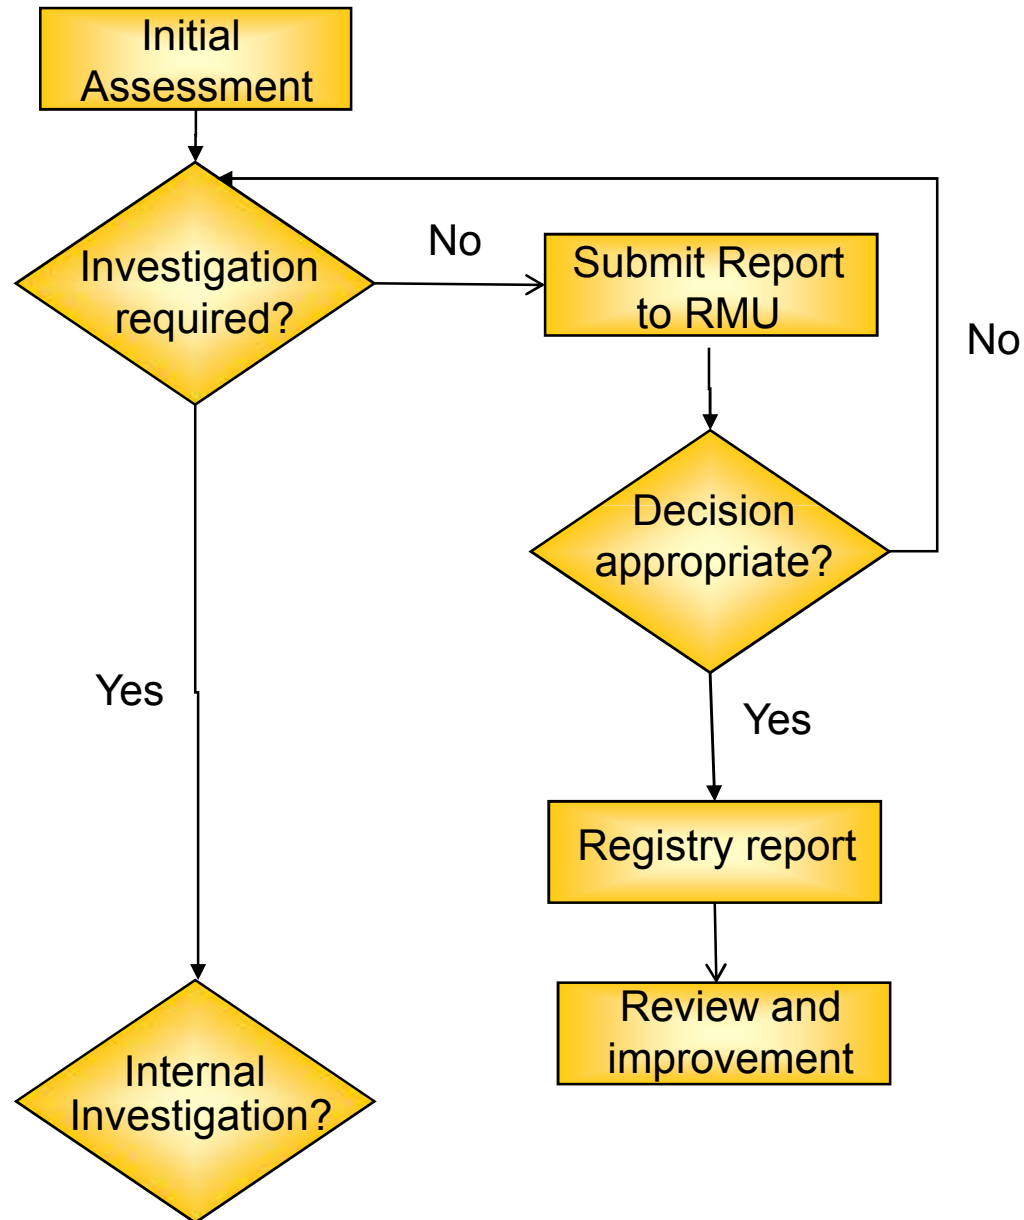 Initial
Assessment
Investigation
required?
No
Submit Report
to RMU
No
Decision
appropriate?
Yes
Yes
Registry report
Review and
improvement
Internal
Investigation?